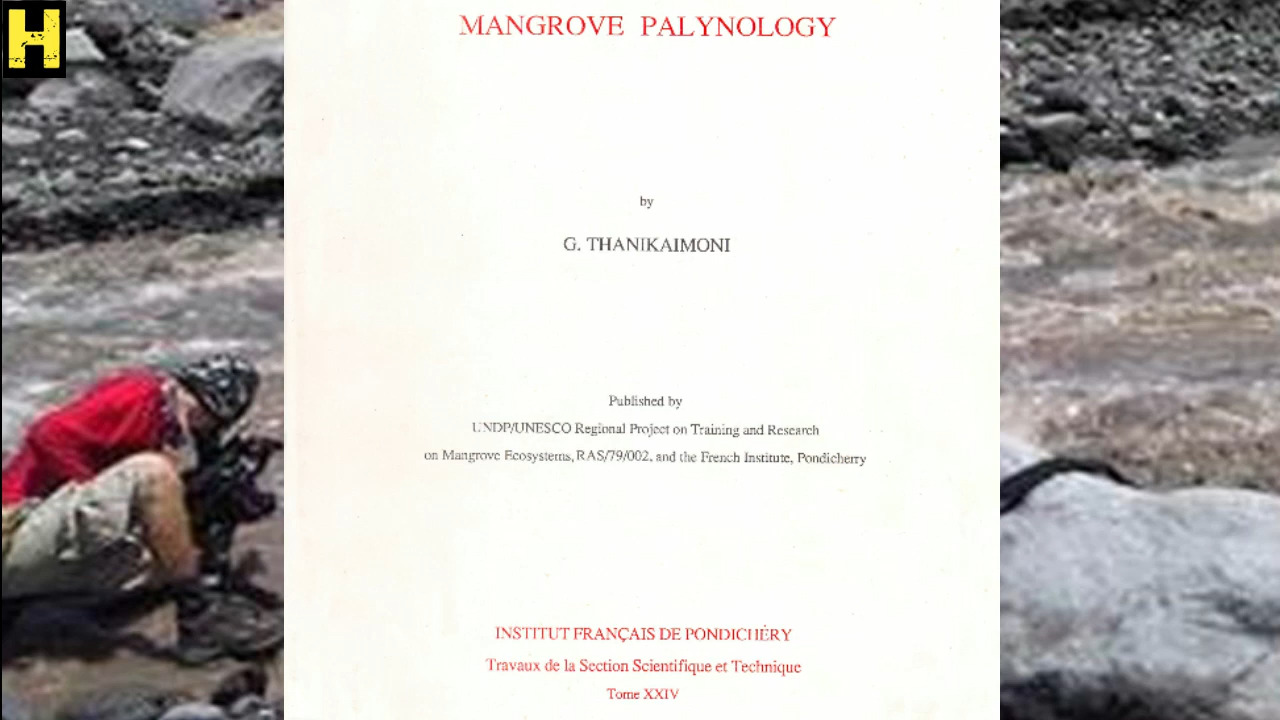 H
MANGROVE PALYNOLOGY
by
G. THANIKAIMONI
Published by
UNDP/UNESCO Regional Project on Training and Research
on Mangrove Ecosystems, RAS/79/002, and the French Institute, Pondicherry
INSTITUT FRANÇAIS DE PONDICHÉRY
Travaux de la Section Scientifique et Technique
Tome XXIV